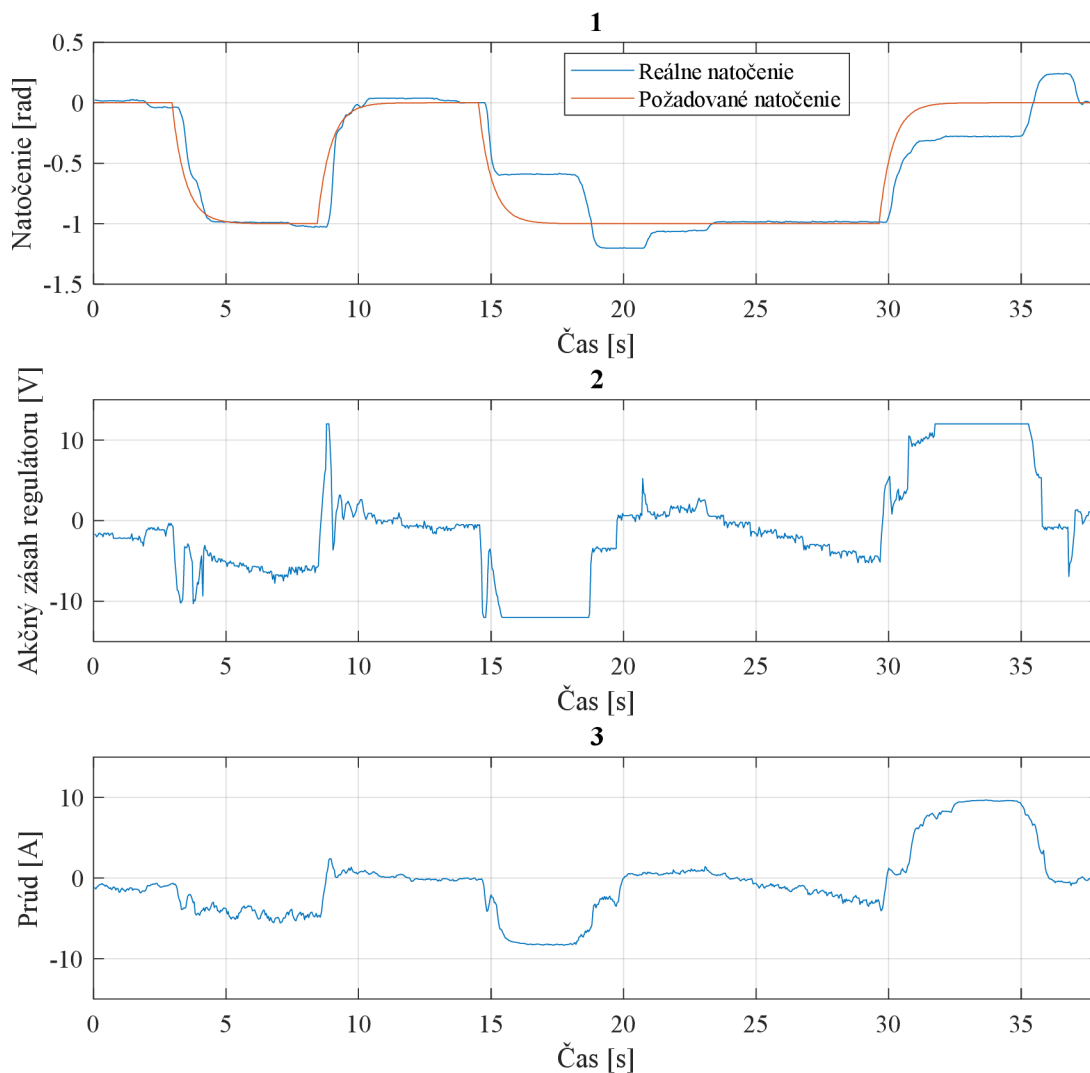 1
0.5
0
-0.5
-1
-1.5
Natočenie [rad]
Reálne natočenie
Požadované natočenie
0 5 10 15 20 25 30 35
Čas [s]
2
10
0
-10
Akčný zásah regulátoru [V]
0 5 10 15 20 25 30 35
Čas [s]
3
10
0
-10
Prúd [A]
0 5 10 15 20 25 30 35
Čas [s]